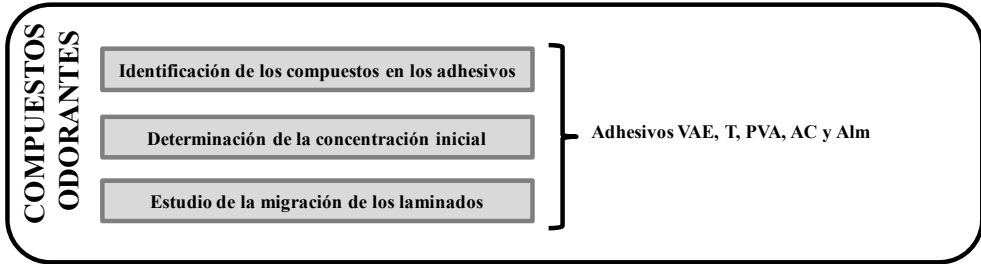 COMPUESTOS
ODORANTES
Identificación de los compuestos en los adhesivos
Determinación de la concentración inicial
Estudio de la migración de los laminados
Adhesivos VAE, T, PVA, AC y Alm